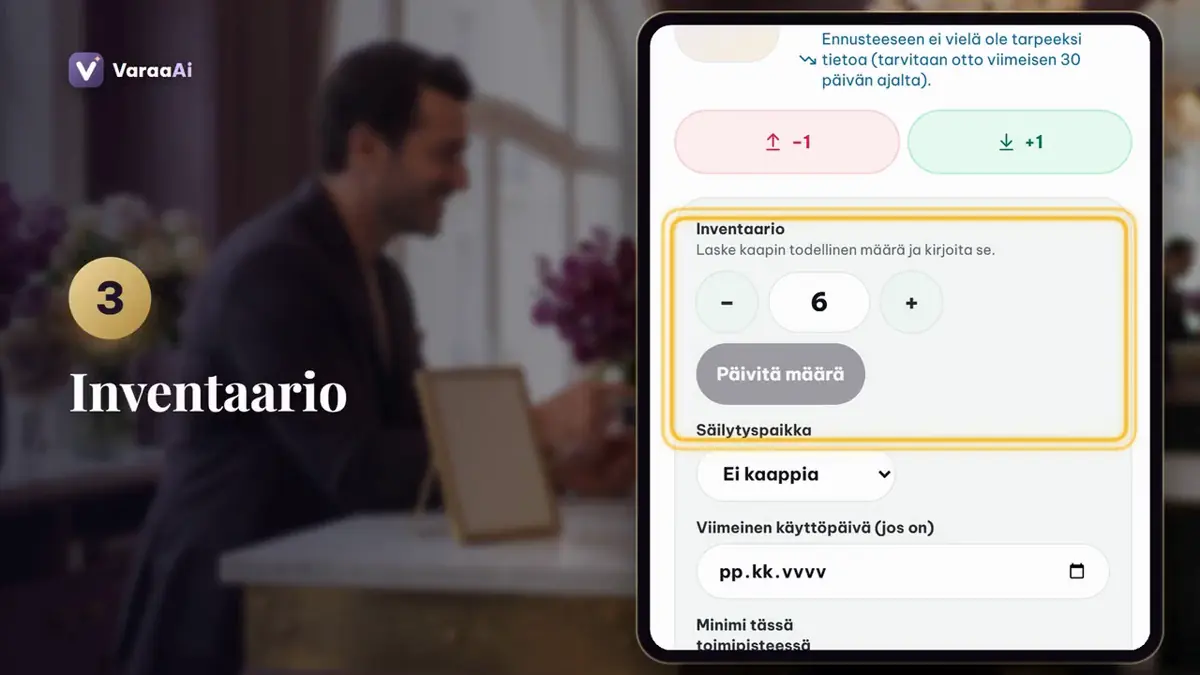 VaraaAi
3
Inventaario
Ennusteeseen ei vielä ole tarpeeksi
tietoa (tarvitaan otto viimeisen 30
päivän ajalta).
−1
+1
Inventaario
Laske kaapin todellinen määrä ja kirjoita se.
−
6
+
Päivitä määrä
Säilytyspaikka
Ei kaappia
Viimeinen käyttöpäivä (jos on)
pp.kk.vvvv
Minimi tässä
toimipisteessä